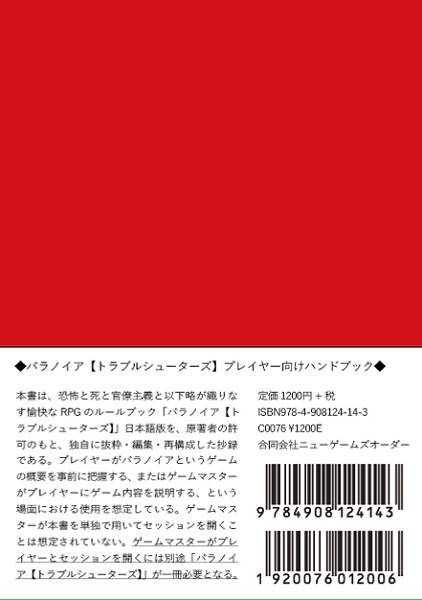 ◆パラノイア【トラブルシューターズ】プレイヤー向けハンドブック◆
本書は、恐怖と死と官僚主義と以下略が織りな
す愉快な RPG のルールブック「パラノイア【ト
ラブルシューターズ】」日本語版を、原著者の許
可のもと、独自に抜粋・編集・再構成した抄録
である。プレイヤーがパラノイアというゲーム
の概要を事前に把握する、またはゲームマスター
がプレイヤーにゲーム内容を説明する、という
場面における使用を想定している。ゲームマス
ターが本書を単独で用いてセッションを開くこ
とは想定されていない。ゲームマスターがプレ
イヤーとセッションを開くには別途「パラノイ
ア【トラブルシューターズ】」が一冊必要となる。
定価 1200円 + 税
ISBN978-4-908124-14-3
C0076 ¥1200E
合同会社ニューゲームズオーダー
9 784908 124143
1 920076 012006